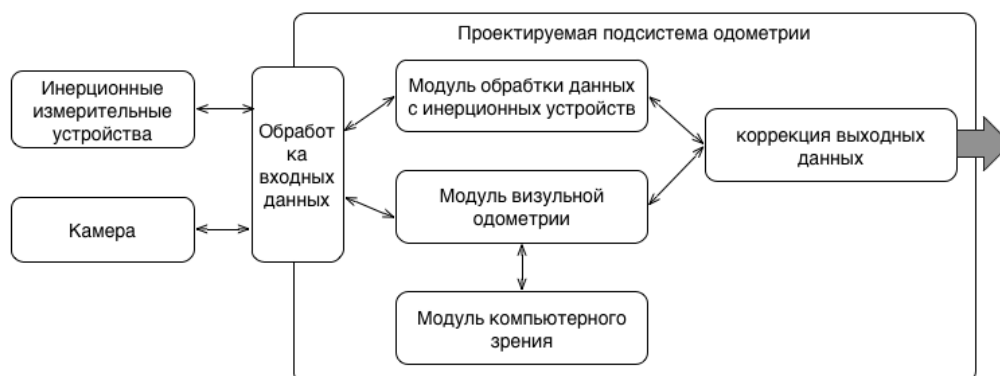 Проектируемая подсистема одометрии
Инерционные
измерительные
устройства
Камера
Обработ
ка
входных
данных
Модуль обрабтки данных
с инерционных устройств
Модуль визульной
одометрии
Модуль компьютерного
зрения
коррекция выходных
данных